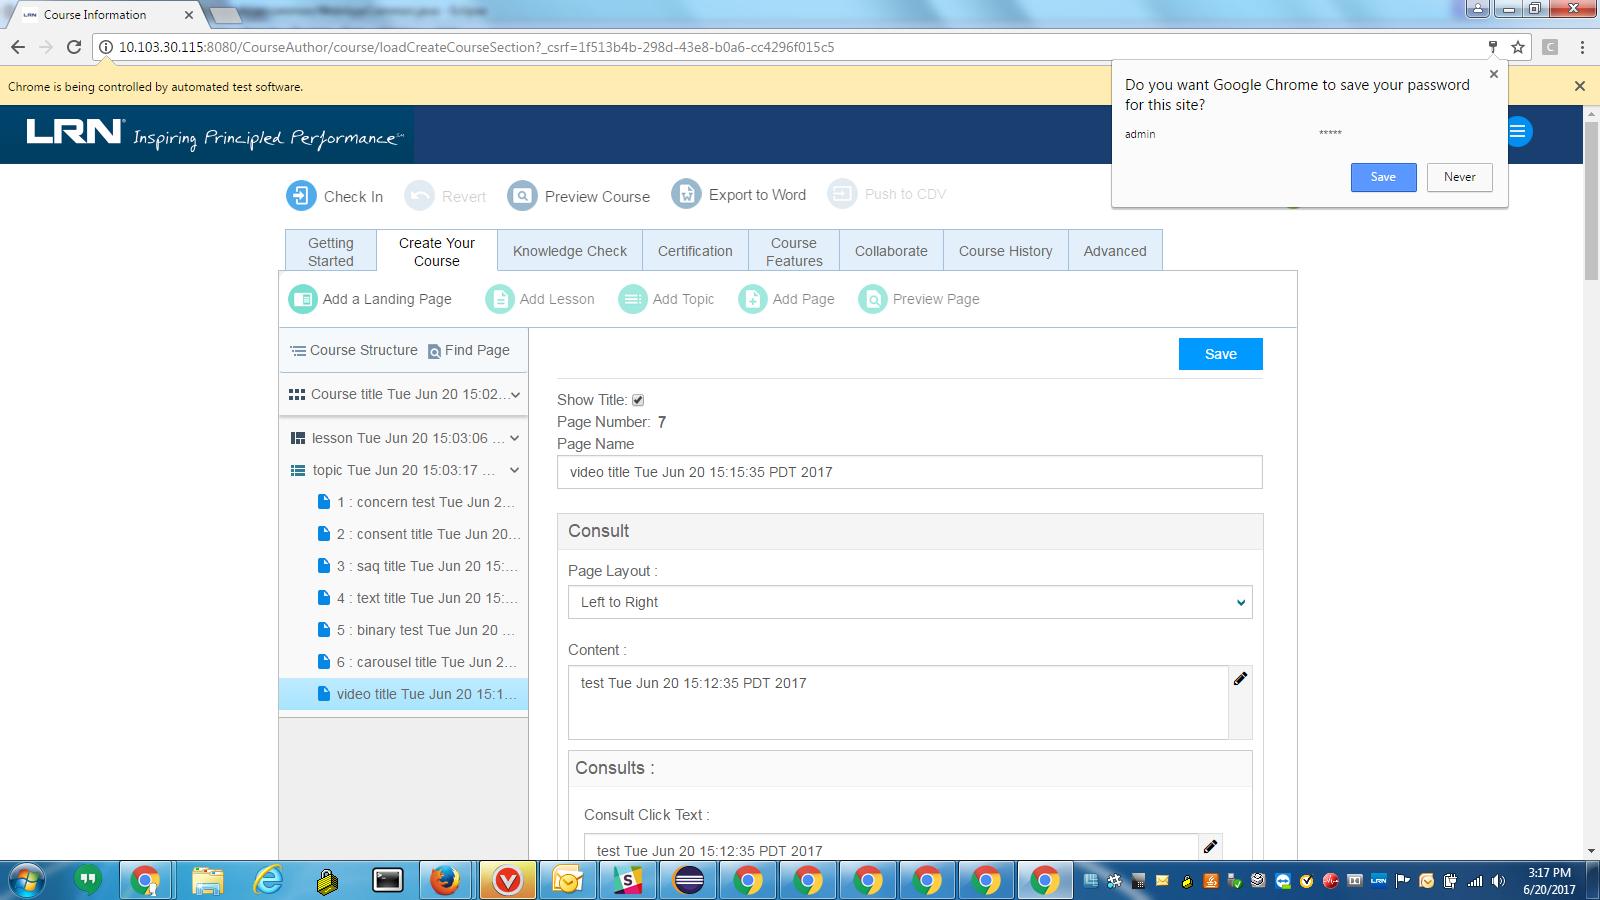 Course Information
10.103.30.115:8080/CourseAuthor/course/loadCreateCourseSection?_csrf=1f513b4b-298d-43e8-b0a6-cc4296f015c5
Chrome is being controlled by automated test software.
Do you want Google Chrome to save your password
for this site?
admin *****
Save Never
LRN Inspiring Principled Performance
Check In Revert Preview Course Export to Word Push to CDV
Getting Started
Create Your Course
Knowledge Check
Certification
Course Features
Collaborate
Course History
Advanced
Add a Landing Page Add Lesson Add Topic Add Page Preview Page
Course Structure Find Page
Save
Course title Tue Jun 20 15:02...
lesson Tue Jun 20 15:03:06 ...
topic Tue Jun 20 15:03:17 ...
1 : concern test Tue Jun 2...
2 : consent title Tue Jun 20...
3 : saq title Tue Jun 20 15:...
4 : text title Tue Jun 20 15:...
5 : binary test Tue Jun 20 ...
6 : carousel title Tue Jun 2...
video title Tue Jun 20 15:1...
Show Title:
Page Number: 7
Page Name
video title Tue Jun 20 15:15:35 PDT 2017
Consult
Page Layout :
Left to Right
Content :
test Tue Jun 20 15:12:35 PDT 2017
Consults :
Consult Click Text :
test Tue Jun 20 15:12:35 PDT 2017
3:17 PM
6/20/2017